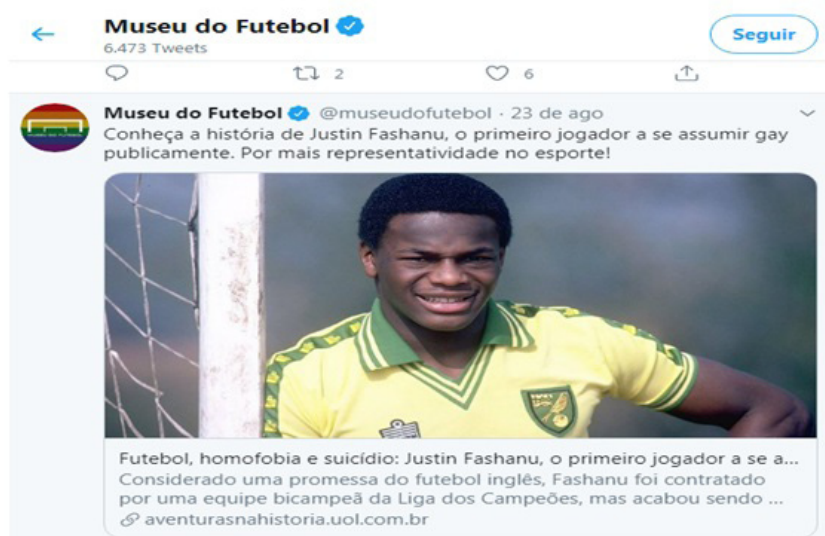 Museu do Futebol
6.473 Tweets
Seguir
2
6
Museu do Futebol @museudofutebol · 23 de ago
Conheça a história de Justin Fashanu, o primeiro jogador a se assumir gay
publicamente. Por mais representatividade no esporte!
Futebol, homofobia e suicídio: Justin Fashanu, o primeiro jogador a se a...
Considerado uma promessa do futebol inglês, Fashanu foi contratado
por uma equipe bicampeã da Liga dos Campeões, mas acabou sendo ...
aventurasnahistoria.uol.com.br